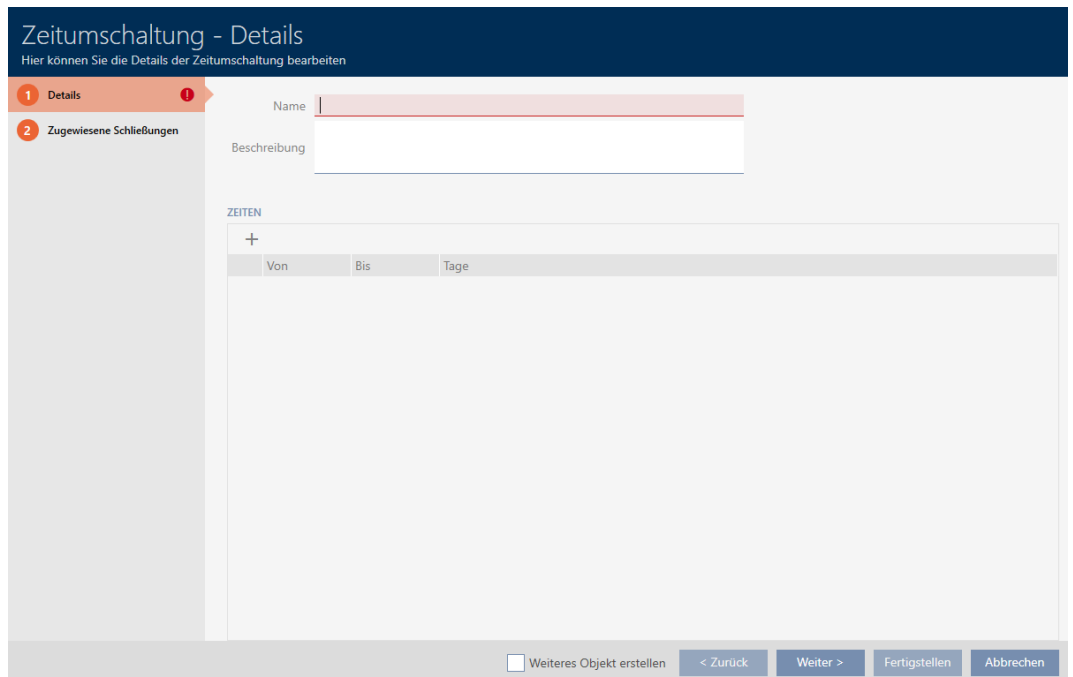 Zeitumschaltung - Details
Hier können Sie die Details der Zeitumschaltung bearbeiten
1 Details !
2 Zugewiesene Schließungen
Name
Beschreibung
ZEITEN
+
Von Bis Tage
Weiteres Objekt erstellen < Zurück Weiter > Fertigstellen Abbrechen